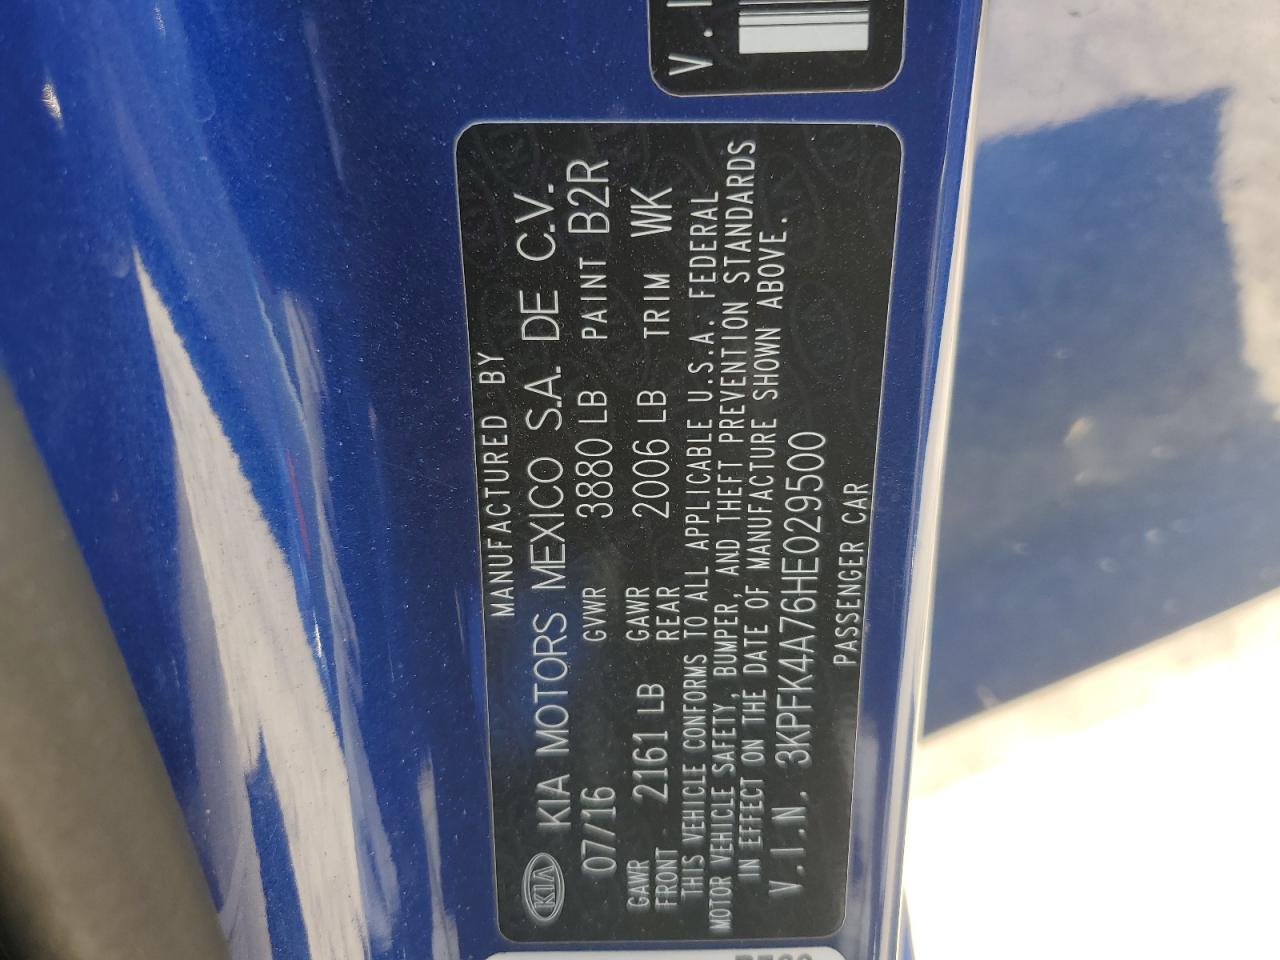 MANUFACTURED BY
KIA KIA MOTORS MEXICO S.A. DE C.V.
07/16 GVWR 3880 LB PAINT B2R
GAWR FRONT 2161 LB GAWR REAR 2006 LB TRIM WK
THIS VEHICLE CONFORMS TO ALL APPLICABLE U.S.A. FEDERAL
MOTOR VEHICLE SAFETY, BUMPER, AND THEFT PREVENTION STANDARDS
IN EFFECT ON THE DATE OF MANUFACTURE SHOWN ABOVE.
V.I.N. 3KPFK4A76HE029500
PASSENGER CAR
V.I